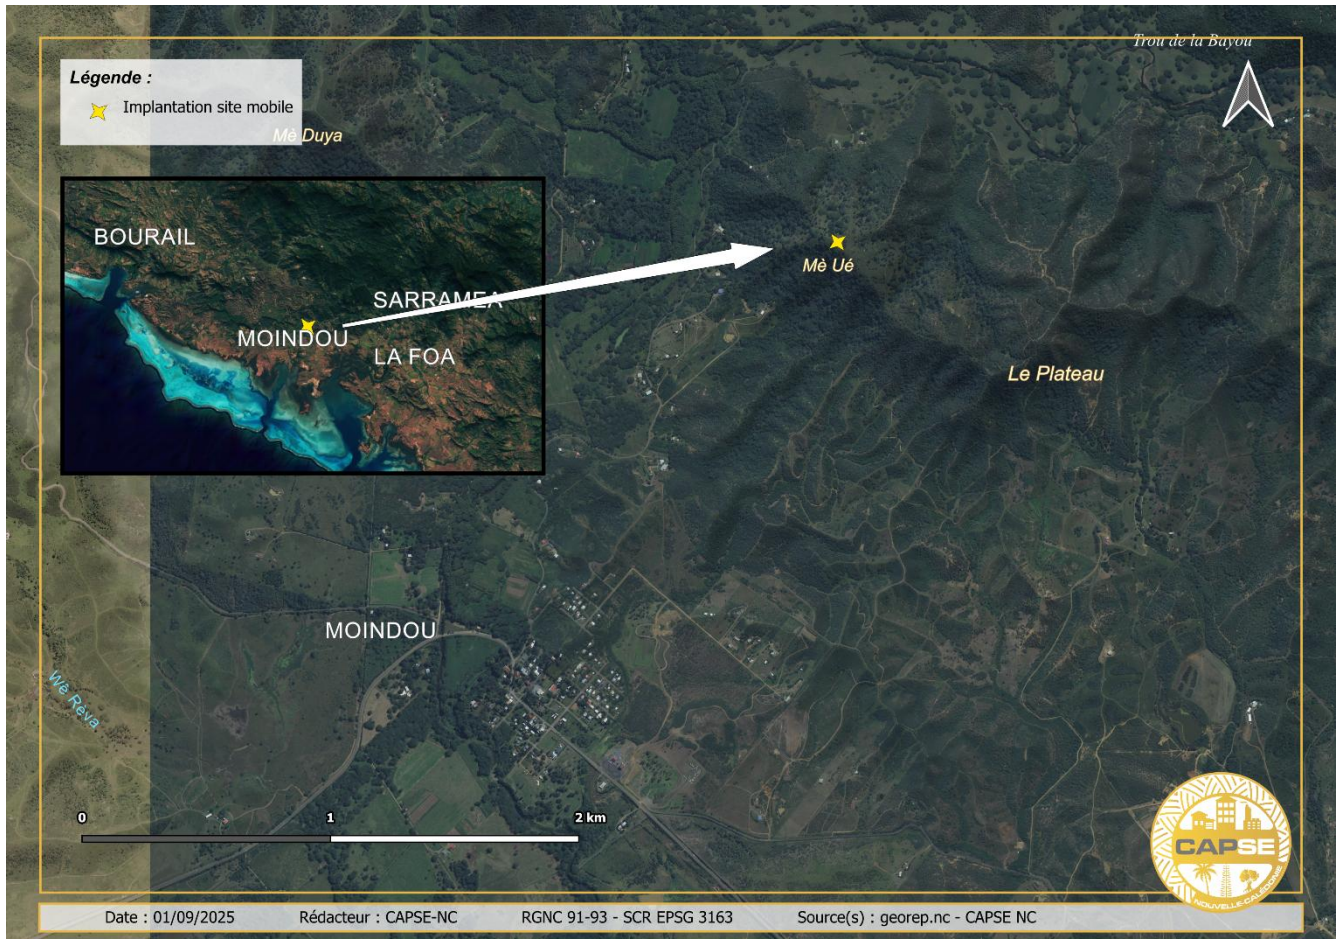 Trou de la Bayou
Légende :
Implantation site mobile
Mè Duya
BOURAIL
SARRAMEA
MOINDOU
LA FOA
Mè Ué
Le Plateau
MOINDOU
Wè Rèva
0 1 2 km
CAPSE
NOUVELLE-CALÉDONIE
Date : 01/09/2025 Rédacteur : CAPSE-NC RGNC 91-93 - SCR EPSG 3163 Source(s) : georep.nc - CAPSE NC